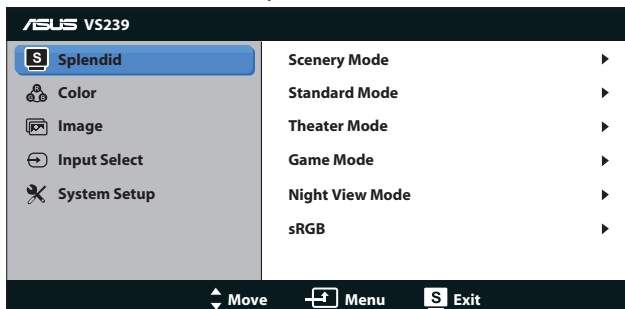 ASUS VS239
S Splendid
Color
Image
Input Select
System Setup
Scenery Mode
Standard Mode
Theater Mode
Game Mode
Night View Mode
sRGB
Move Menu S Exit